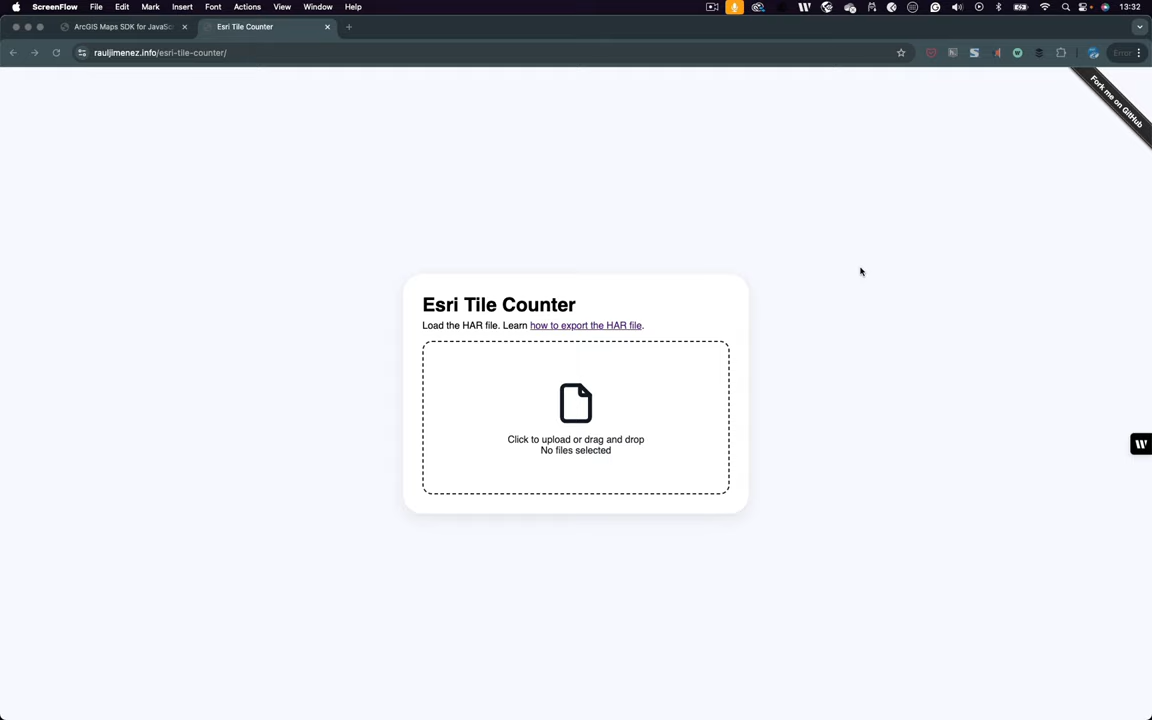 ScreenFlow File Edit Mark Insert Font Actions View Window Help 13:32
ArcGIS Maps SDK for JavaSc Esri Tile Counter
rauljimenez.info/esri-tile-counter/ Error
Fork me on GitHub
Esri Tile Counter
Load the HAR file. Learn how to export the HAR file.
Click to upload or drag and drop
No files selected